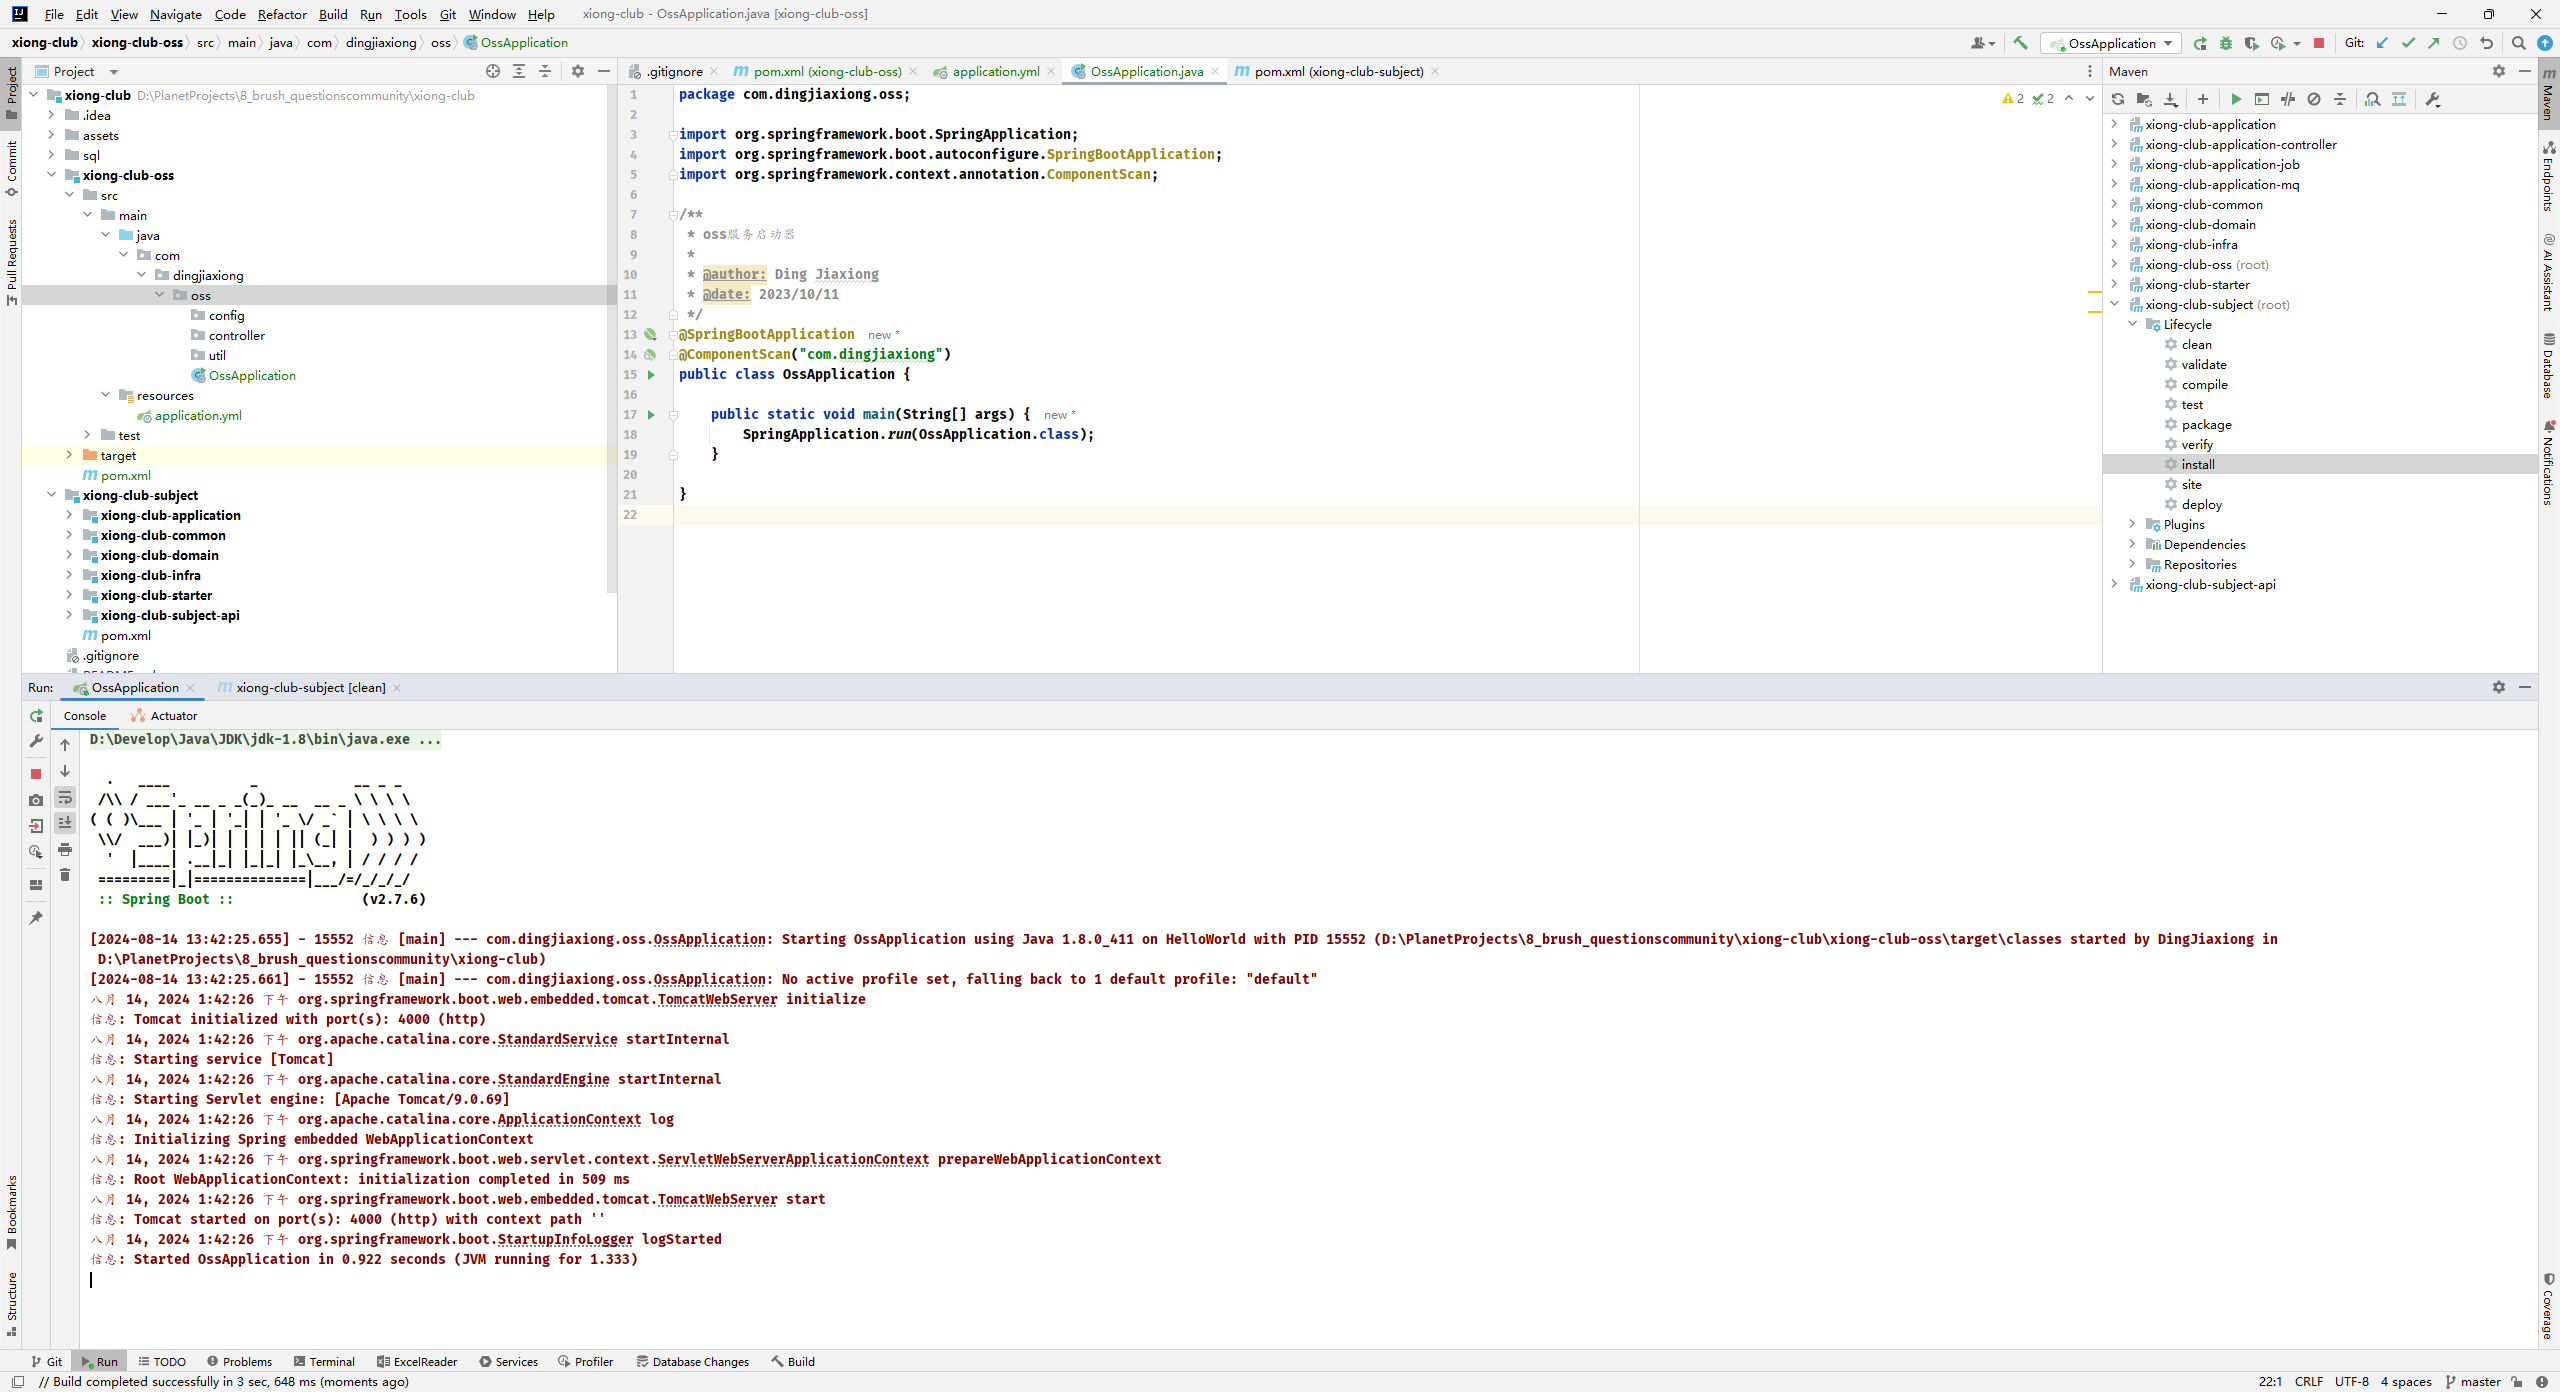 File Edit View Navigate Code Refactor Build Run Tools Git Window Help xiong-club - OssApplication.java [xiong-club-oss]
xiong-club xiong-club-oss src main java com dingjiaxiong oss OssApplication
OssApplication Git:
Project
.gitignore pom.xml (xiong-club-oss) application.yml OssApplication.java pom.xml (xiong-club-subject)
Maven
Project
Commit
Pull Requests
Bookmarks
Structure
xiong-club D:\PlanetProjects\8_brush_questionscommunity\xiong-club
.idea
assets
sql
xiong-club-oss
src
main
java
com
dingjiaxiong
oss
config
controller
util
OssApplication
resources
application.yml
test
target
pom.xml
xiong-club-subject
xiong-club-application
xiong-club-common
xiong-club-domain
xiong-club-infra
xiong-club-starter
xiong-club-subject-api
pom.xml
.gitignore
2 2
1 package com.dingjiaxiong.oss;
2
3 import org.springframework.boot.SpringApplication;
4 import org.springframework.boot.autoconfigure.SpringBootApplication;
5 import org.springframework.context.annotation.ComponentScan;
6
7 /**
8 * oss服务启动器
9 *
10 * @author: Ding Jiaxiong
11 * @date: 2023/10/11
12 */
13 @SpringBootApplication new *
14 @ComponentScan("com.dingjiaxiong")
15 public class OssApplication {
16
17 public static void main(String[] args) { new *
18 SpringApplication.run(OssApplication.class);
19 }
20
21 }
22
xiong-club-application
xiong-club-application-controller
xiong-club-application-job
xiong-club-application-mq
xiong-club-common
xiong-club-domain
xiong-club-infra
xiong-club-oss (root)
xiong-club-starter
xiong-club-subject (root)
Lifecycle
clean
validate
compile
test
package
verify
install
site
deploy
Plugins
Dependencies
Repositories
xiong-club-subject-api
Maven
Endpoints
AI Assistant
Database
Notifications
Coverage
Run: OssApplication xiong-club-subject [clean]
Console Actuator
D:\Develop\Java\JDK\jdk-1.8\bin\java.exe ...
  .   ____          _            __ _ _
 /\\ / ___'_ __ _ _(_)_ __  __ _ \ \ \ \
( ( )\___ | '_ | '_| | '_ \/ _` | \ \ \ \
 \\/  ___)| |_)| | | | | || (_| |  ) ) ) )
  '  |____| .__|_| |_|_| |_\__, | / / / /
 =========|_|==============|___/=/_/_/_/
 :: Spring Boot ::                (v2.7.6)
[2024-08-14 13:42:25.655] - 15552 信息 [main] --- com.dingjiaxiong.oss.OssApplication: Starting OssApplication using Java 1.8.0_411 on HelloWorld with PID 15552 (D:\PlanetProjects\8_brush_questionscommunity\xiong-club\xiong-club-oss\target\classes started by DingJiaxiong in
D:\PlanetProjects\8_brush_questionscommunity\xiong-club)
[2024-08-14 13:42:25.661] - 15552 信息 [main] --- com.dingjiaxiong.oss.OssApplication: No active profile set, falling back to 1 default profile: "default"
八月 14, 2024 1:42:26 下午 org.springframework.boot.web.embedded.tomcat.TomcatWebServer initialize
信息: Tomcat initialized with port(s): 4000 (http)
八月 14, 2024 1:42:26 下午 org.apache.catalina.core.StandardService startInternal
信息: Starting service [Tomcat]
八月 14, 2024 1:42:26 下午 org.apache.catalina.core.StandardEngine startInternal
信息: Starting Servlet engine: [Apache Tomcat/9.0.69]
八月 14, 2024 1:42:26 下午 org.apache.catalina.core.ApplicationContext log
信息: Initializing Spring embedded WebApplicationContext
八月 14, 2024 1:42:26 下午 org.springframework.boot.web.servlet.context.ServletWebServerApplicationContext prepareWebApplicationContext
信息: Root WebApplicationContext: initialization completed in 509 ms
八月 14, 2024 1:42:26 下午 org.springframework.boot.web.embedded.tomcat.TomcatWebServer start
信息: Tomcat started on port(s): 4000 (http) with context path ''
八月 14, 2024 1:42:26 下午 org.springframework.boot.StartupInfoLogger logStarted
信息: Started OssApplication in 0.922 seconds (JVM running for 1.333)
Git Run TODO Problems Terminal ExcelReader Services Profiler Database Changes Build
// Build completed successfully in 3 sec, 648 ms (moments ago) 22:1 CRLF UTF-8 4 spaces master